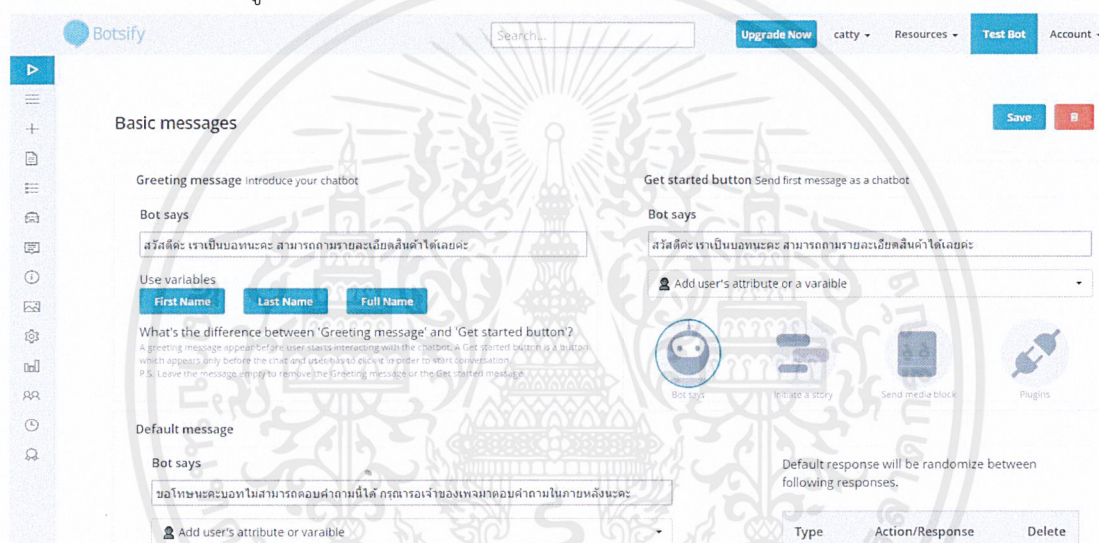 Botsify
Search...
Upgrade Now
catty
Resources
Test Bot
Account
Basic messages
Save
Greeting message Introduce your chatbot
Get started button Send first message as a chatbot
Bot says
Bot says
สวัสดีค่ะ เราเป็นบอทนะคะ สามารถถามรายละเอียดสินค้าได้เลยค่ะ
สวัสดีค่ะ เราเป็นบอทนะคะ สามารถถามรายละเอียดสินค้าได้เลยค่ะ
Use variables
Add user's attribute or a varaible
First Name
Last Name
Full Name
What's the difference between 'Greeting message' and 'Get started button'?
A greeting message appear before user starts interacting with the chatbot. A Get started button is a button
which appears only before the chat and user has to click it in order to start conversation.
P.S. Leave the message empty to remove the Greeting message or the Get started message.
Bot says
Initiate a story
Send media block
Plugins
Default message
Bot says
Default response will be randomize between
following responses.
ขอโทษนะคะบอทไม่สามารถตอบคำถามนี้ได้ กรุณารอเจ้าของเพจมาตอบคำถามในภายหลังนะคะ
Add user's attribute or varaible
Type
Action/Response
Delete